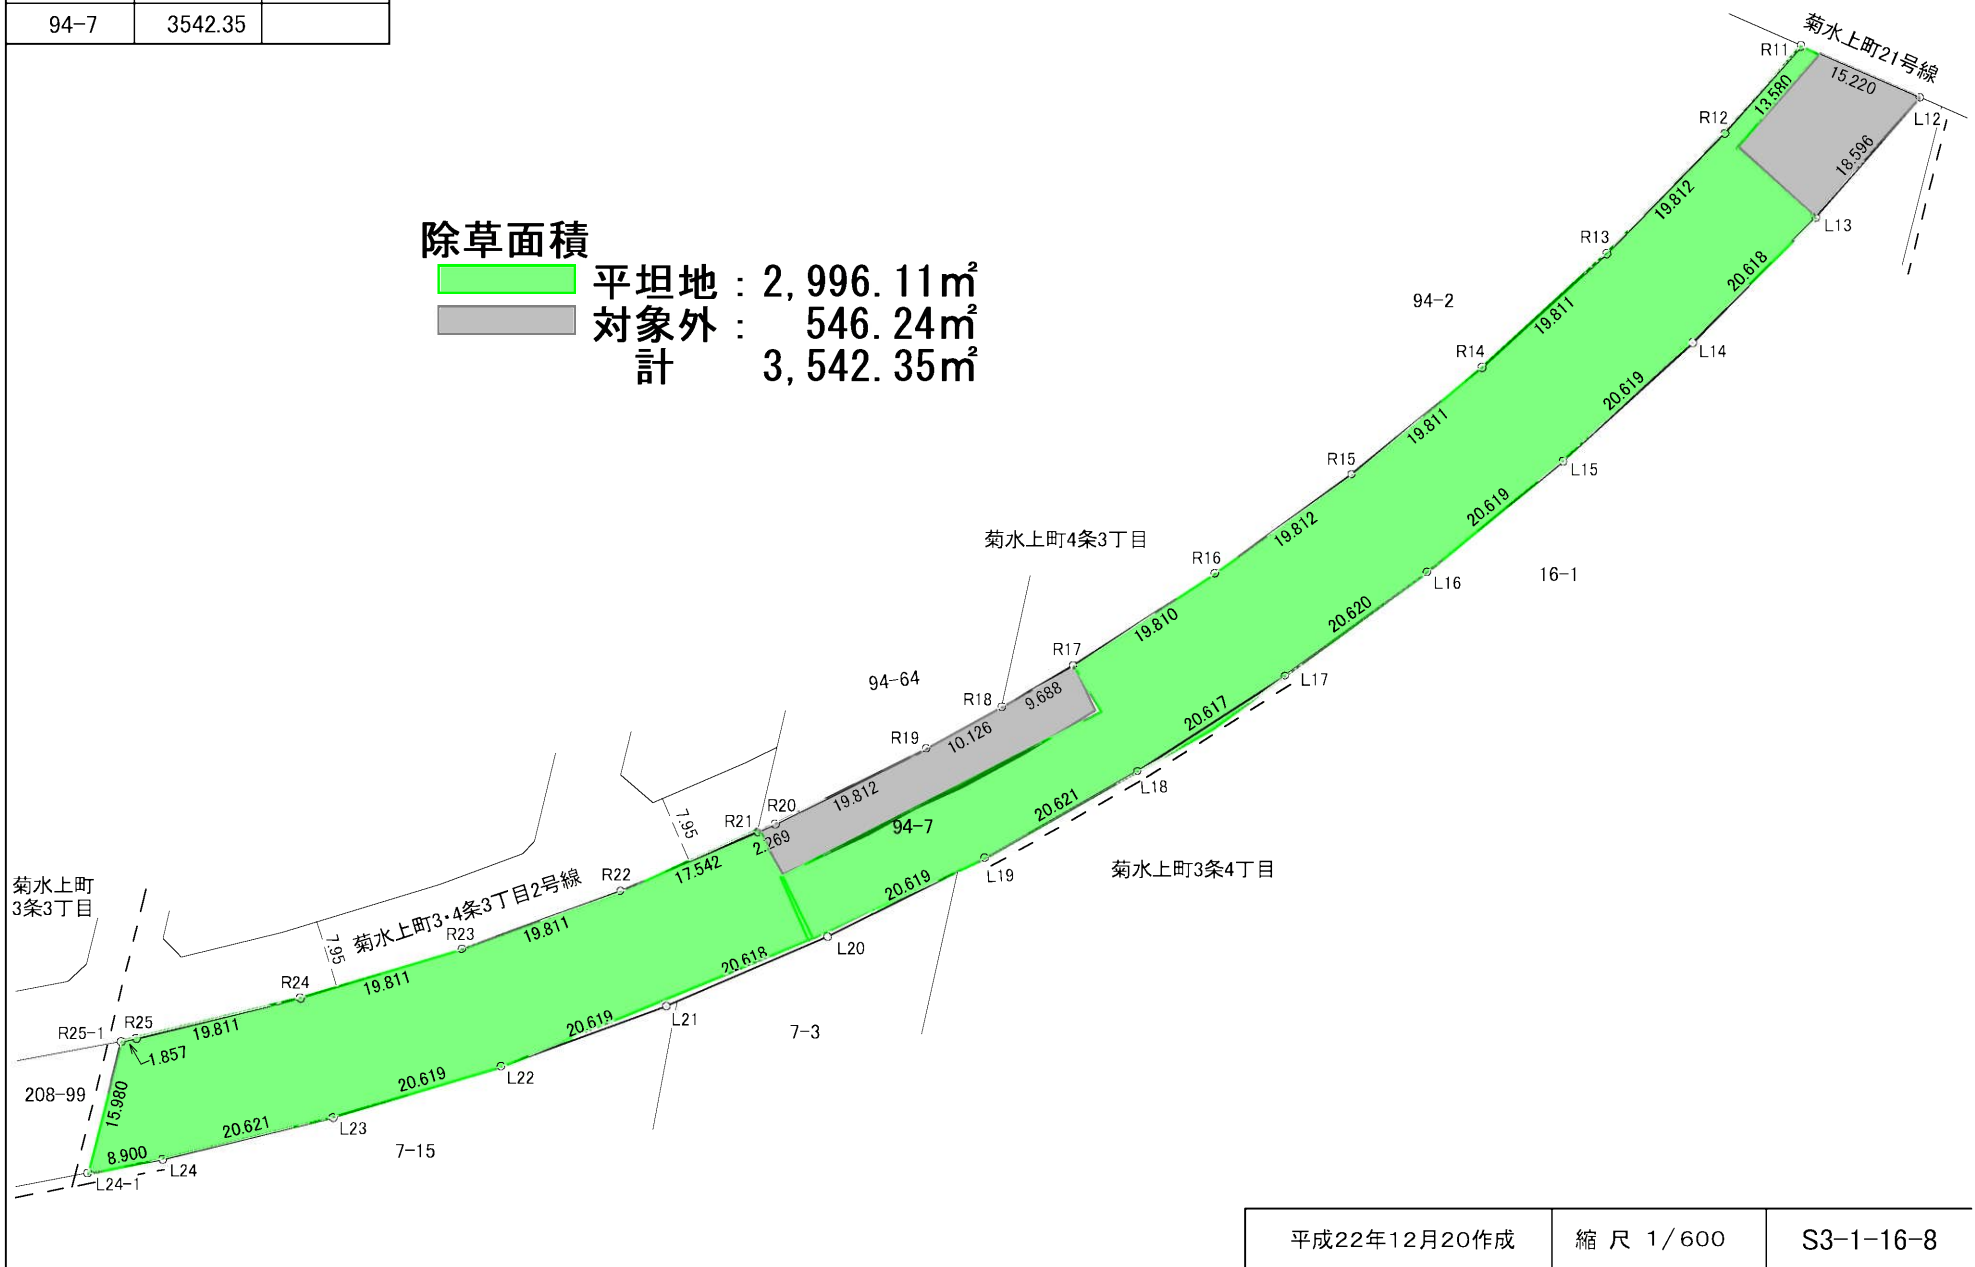 94-7 3542.35
菊水上町21号線
R11
15.220
L12
13.580
R12
18.596
19.812
L13
除草面積
平坦地：2,996.11㎡
対象外： 546.24㎡
計 3,542.35㎡
R13
20.618
94-2
19.811
R14
L14
20.619
19.811
R15
L15
20.619
19.812
菊水上町4条3丁目
R16
L16
16-1
20.620
19.810
R17
L17
94-64
R18
9.688
20.617
R19
10.126
L18
19.812
20.621
R20
R21
7.95
2.269
94-7
L19
菊水上町3条4丁目
17.542
20.619
R22
菊水上町
3条3丁目
菊水上町3・4条3丁目2号線
19.811
R23
7.95
L20
20.618
19.811
R24
L21
20.619
7-3
R25-1
R25
19.811
1.857
L22
20.619
208-99
15.980
20.621
L23
7-15
8.900
L24
L24-1
平成22年12月20作成 縮 尺 1/600 S3-1-16-8